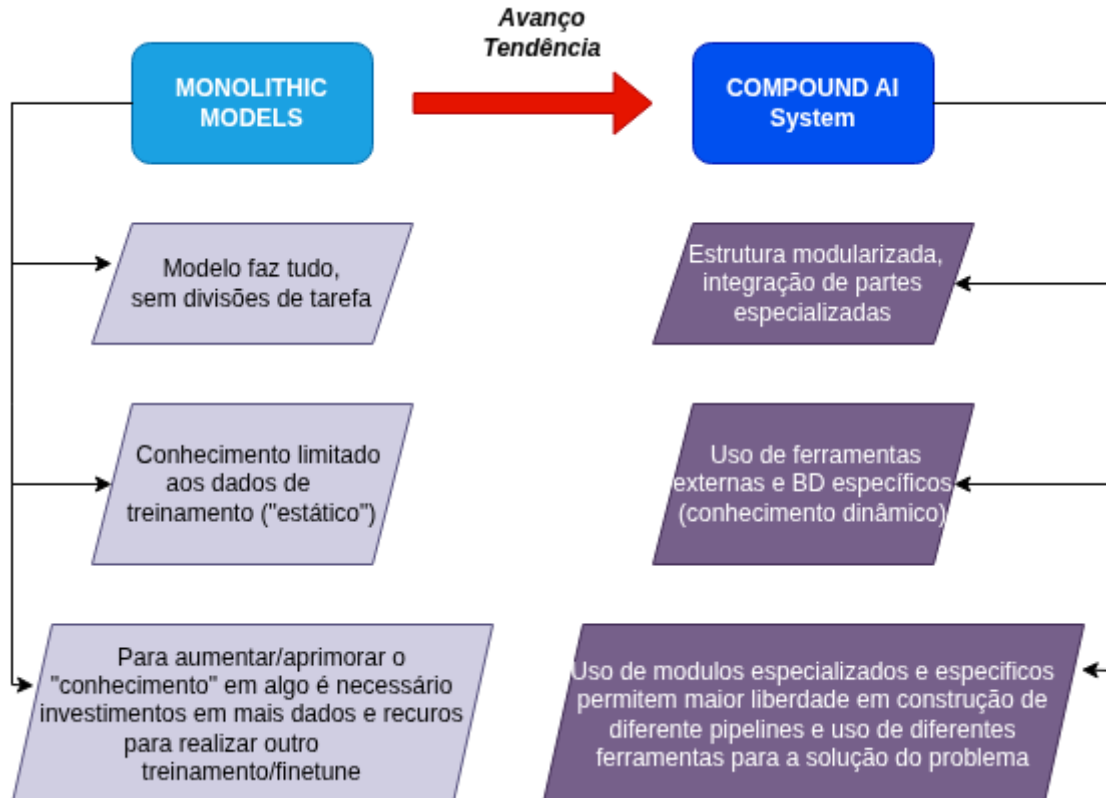 Avanço
Tendência
MONOLITHIC
MODELS
COMPOUND AI
System
Modelo faz tudo,
sem divisões de tarefa
Estrutura modularizada,
integração de partes
especializadas
Conhecimento limitado
aos dados de
treinamento ("estático")
Uso de ferramentas
externas e BD específicos
(conhecimento dinâmico)
Para aumentar/aprimorar o
"conhecimento" em algo é necessário
investimentos em mais dados e recuros
para realizar outro
treinamento/finetune
Uso de modulos especializados e especificos
permitem maior liberdade em construção de
diferente pipelines e uso de diferentes
ferramentas para a solução do problema